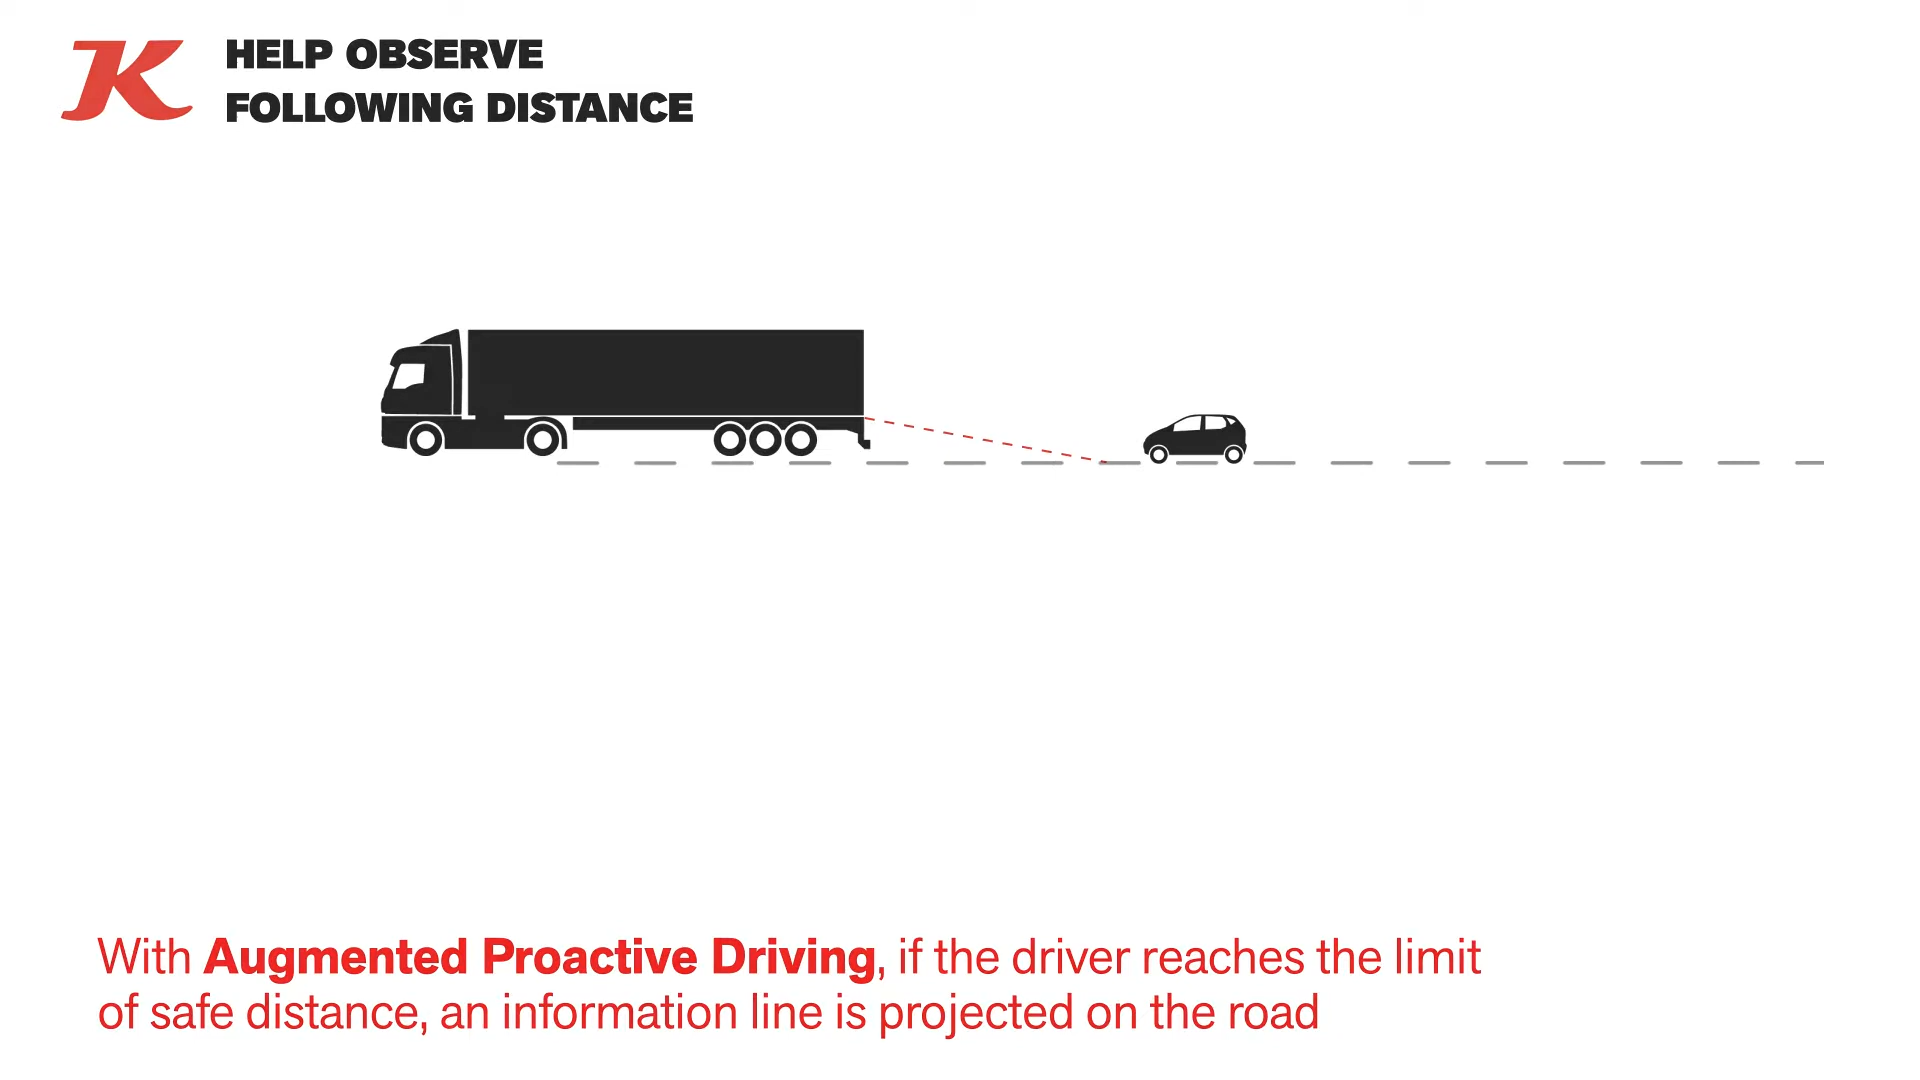 K
HELP OBSERVE
FOLLOWING DISTANCE
With Augmented Proactive Driving, if the driver reaches the limit
of safe distance, an information line is projected on the road